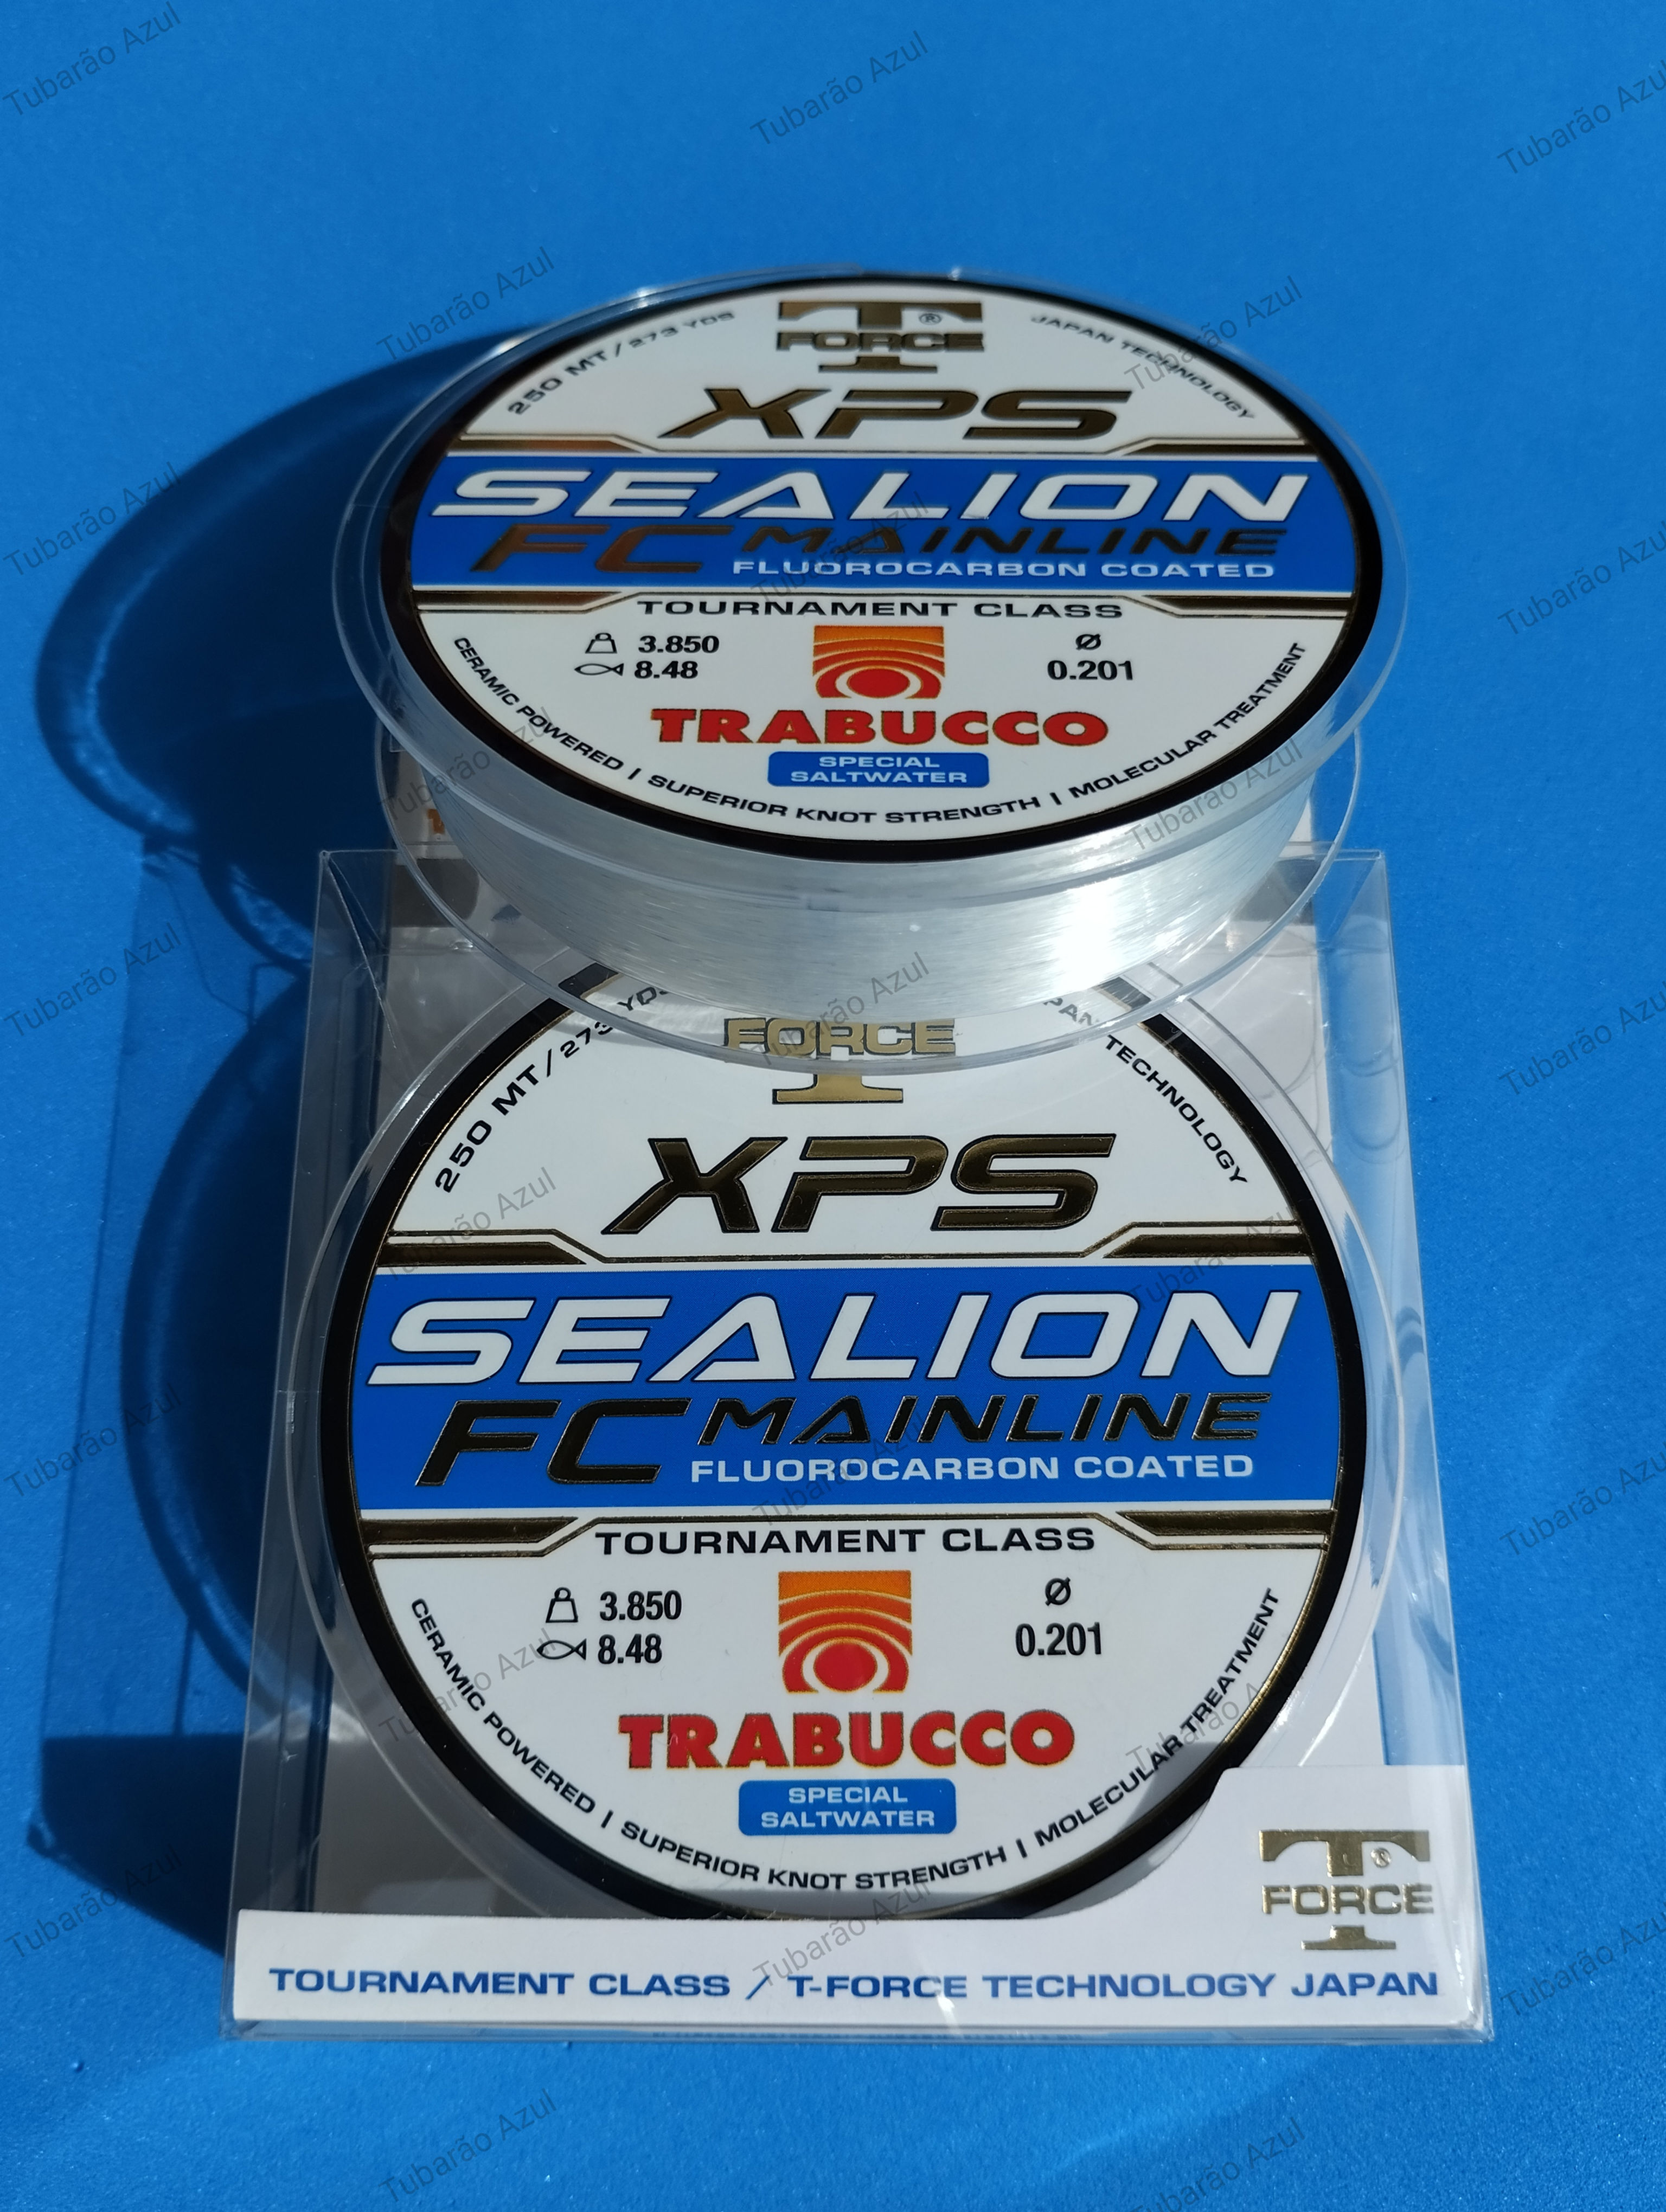 250 MT/273 YDS
T FORCE ®
JAPAN TECHNOLOGY
XPS
SEALION
FC MAINLINE
FLUOROCARBON COATED
TOURNAMENT CLASS
3.850
8.48
Ø
0.201
TRABUCCO
SPECIAL
SALTWATER
CERAMIC POWERED | SUPERIOR KNOT STRENGTH | MOLECULAR TREATMENT
250 MT/273 YDS
FORCE
TECHNOLOGY
XPS
SEALION
FC MAINLINE
FLUOROCARBON COATED
TOURNAMENT CLASS
3.850
8.48
Ø
0.201
TRABUCCO
SPECIAL
SALTWATER
CERAMIC POWERED | SUPERIOR KNOT STRENGTH | MOLECULAR TREATMENT
T FORCE ®
TOURNAMENT CLASS / T-FORCE TECHNOLOGY JAPAN
Tubarão Azul